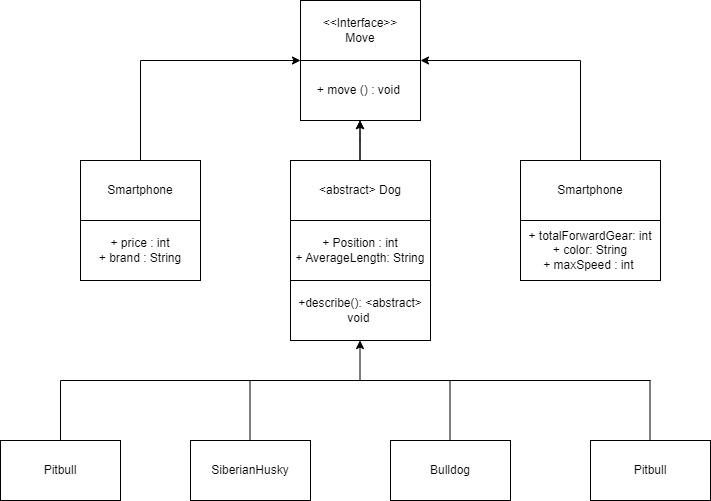 <<Interface>>
Move
+ move () : void
Smartphone
+ price : int
+ brand : String
<abstract> Dog
+ Position : int
+ AverageLength: String
+describe(): <abstract>
void
Smartphone
+ totalForwardGear: int
+ color: String
+ maxSpeed : int
Pitbull
SiberianHusky
Bulldog
Pitbull